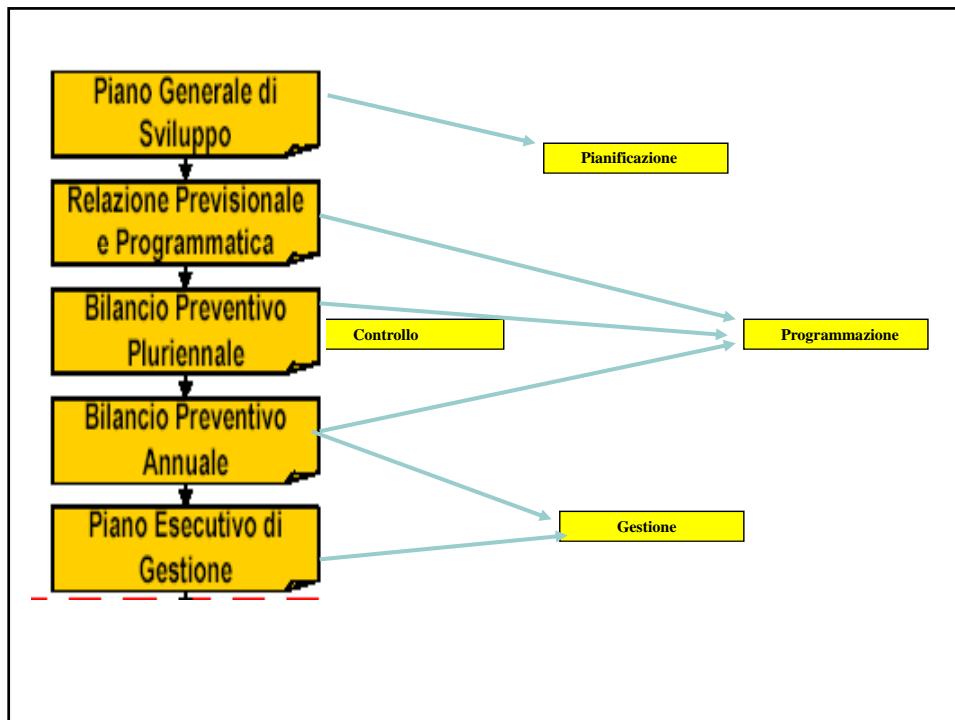 Piano Generale di
Sviluppo
Pianificazione
Relazione Previsionale
e Programmatica
Bilancio Preventivo
Pluriennale
Controllo
Programmazione
Bilancio Preventivo
Annuale
Piano Esecutivo di
Gestione
Gestione